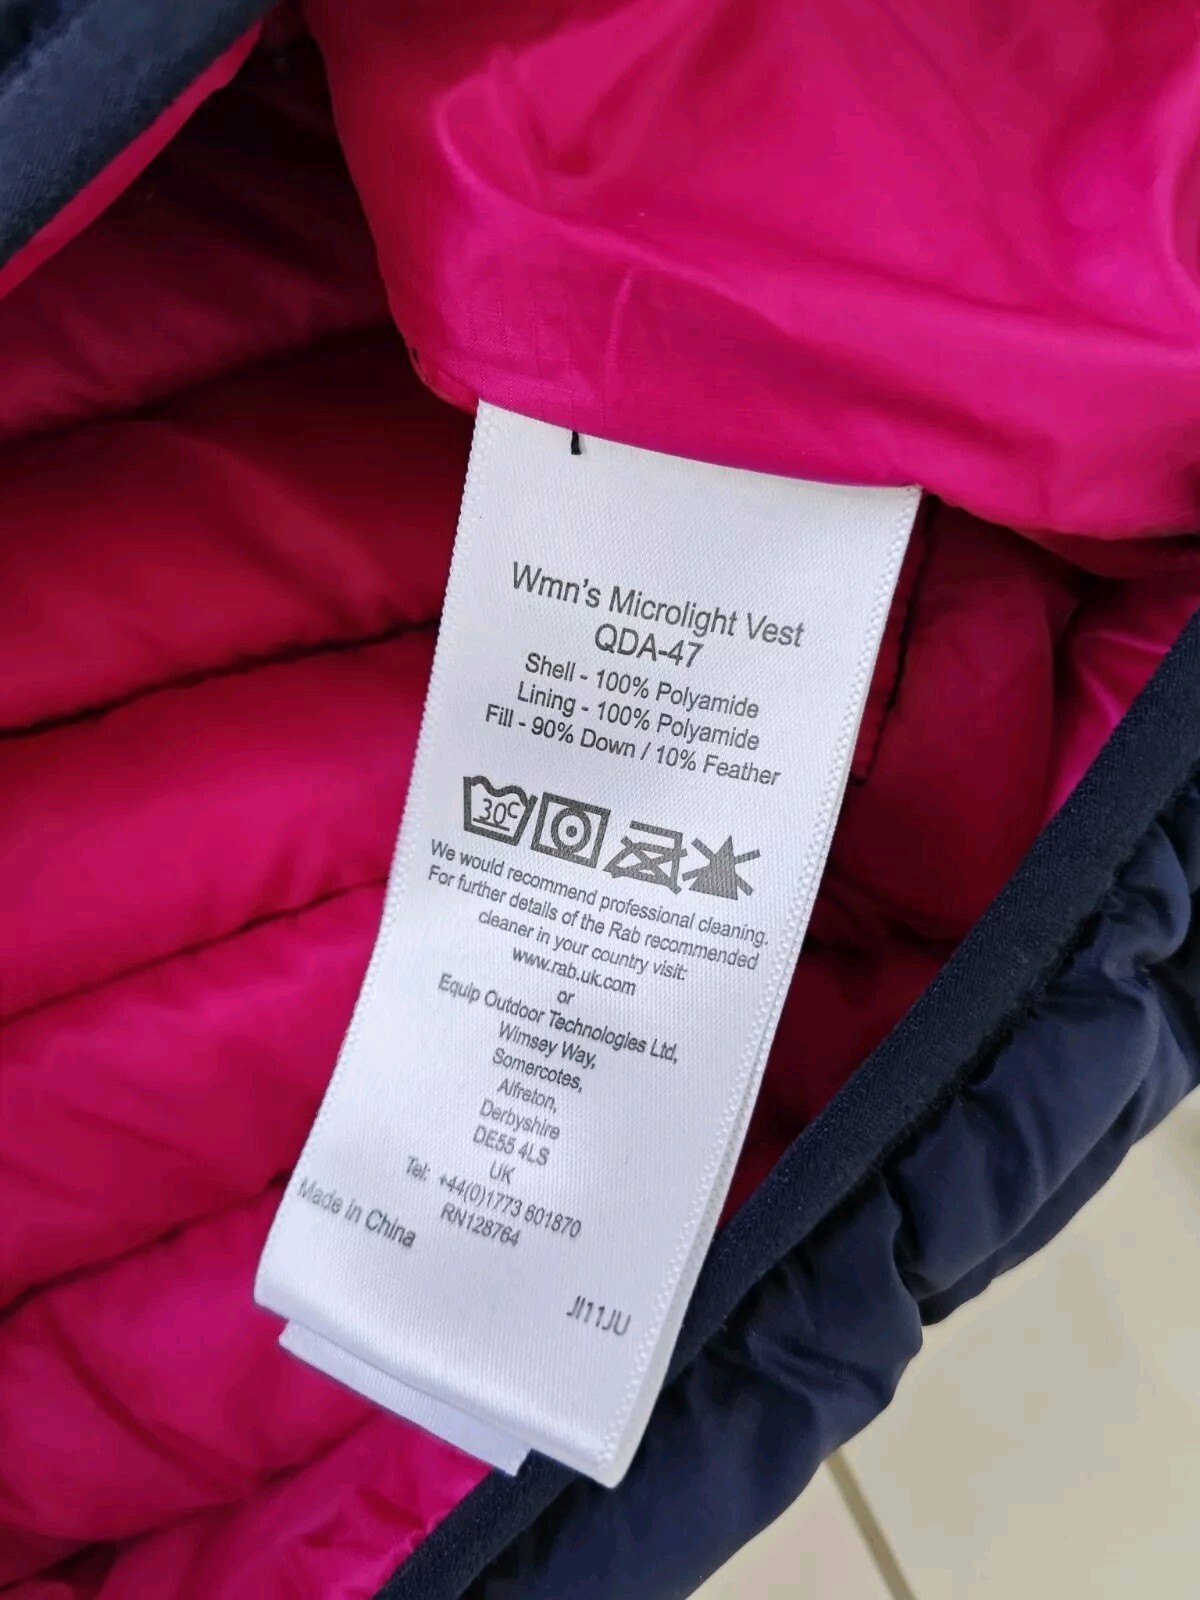 Wmn's Microlight Vest
QDA-47
Shell - 100% Polyamide
Lining - 100% Polyamide
Fill - 90% Down / 10% Feather
30C
We would recommend professional cleaning.
For further details of the Rab recommended
cleaner in your country visit:
www.rab.uk.com
or
Equip Outdoor Technologies Ltd,
Wimsey Way,
Somercotes,
Alfreton,
Derbyshire
DE55 4LS
UK
Tel: +44(0)1773 601870
RN128764
Made in China
JI11JU